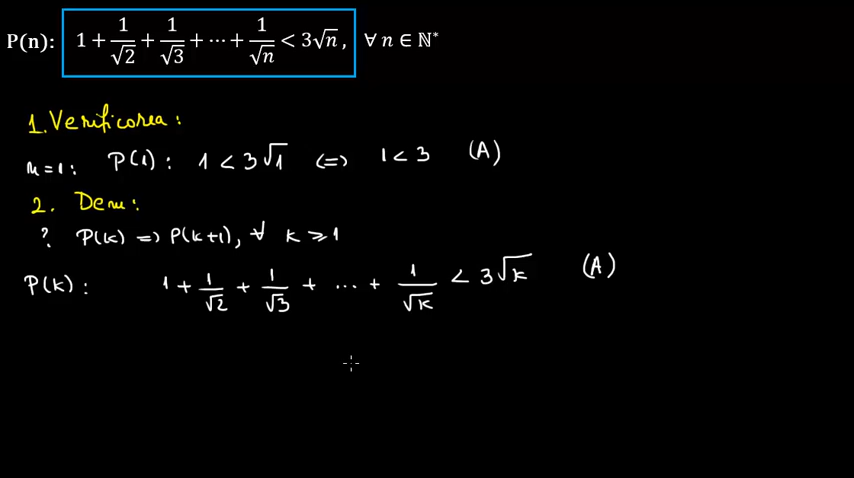 P(n): 1 + 1/√2 + 1/√3 + ⋯ + 1/√n < 3√n, ∀ n ∈ ℕ*
1. Verificarea:
n=1: P(1): 1 < 3√1 (=) 1 < 3 (A)
2. Dem:
? P(k) => P(k+1), ∀ k ≥ 1
P(k): 1 + 1/√2 + 1/√3 + ... + 1/√k < 3√k (A)